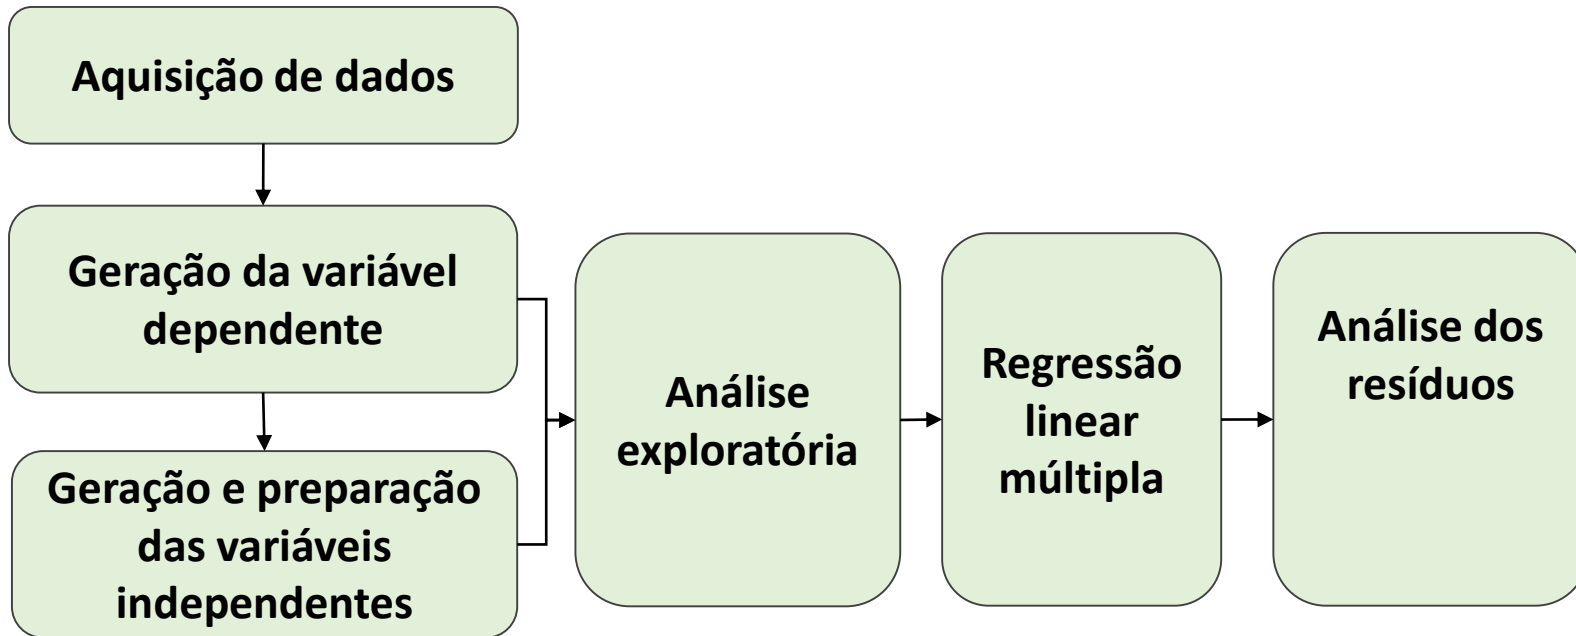 Aquisição de dados
Geração da variável
dependente
Geração e preparação
das variáveis
independentes
Análise
exploratória
Regressão
linear
múltipla
Análise dos
resíduos